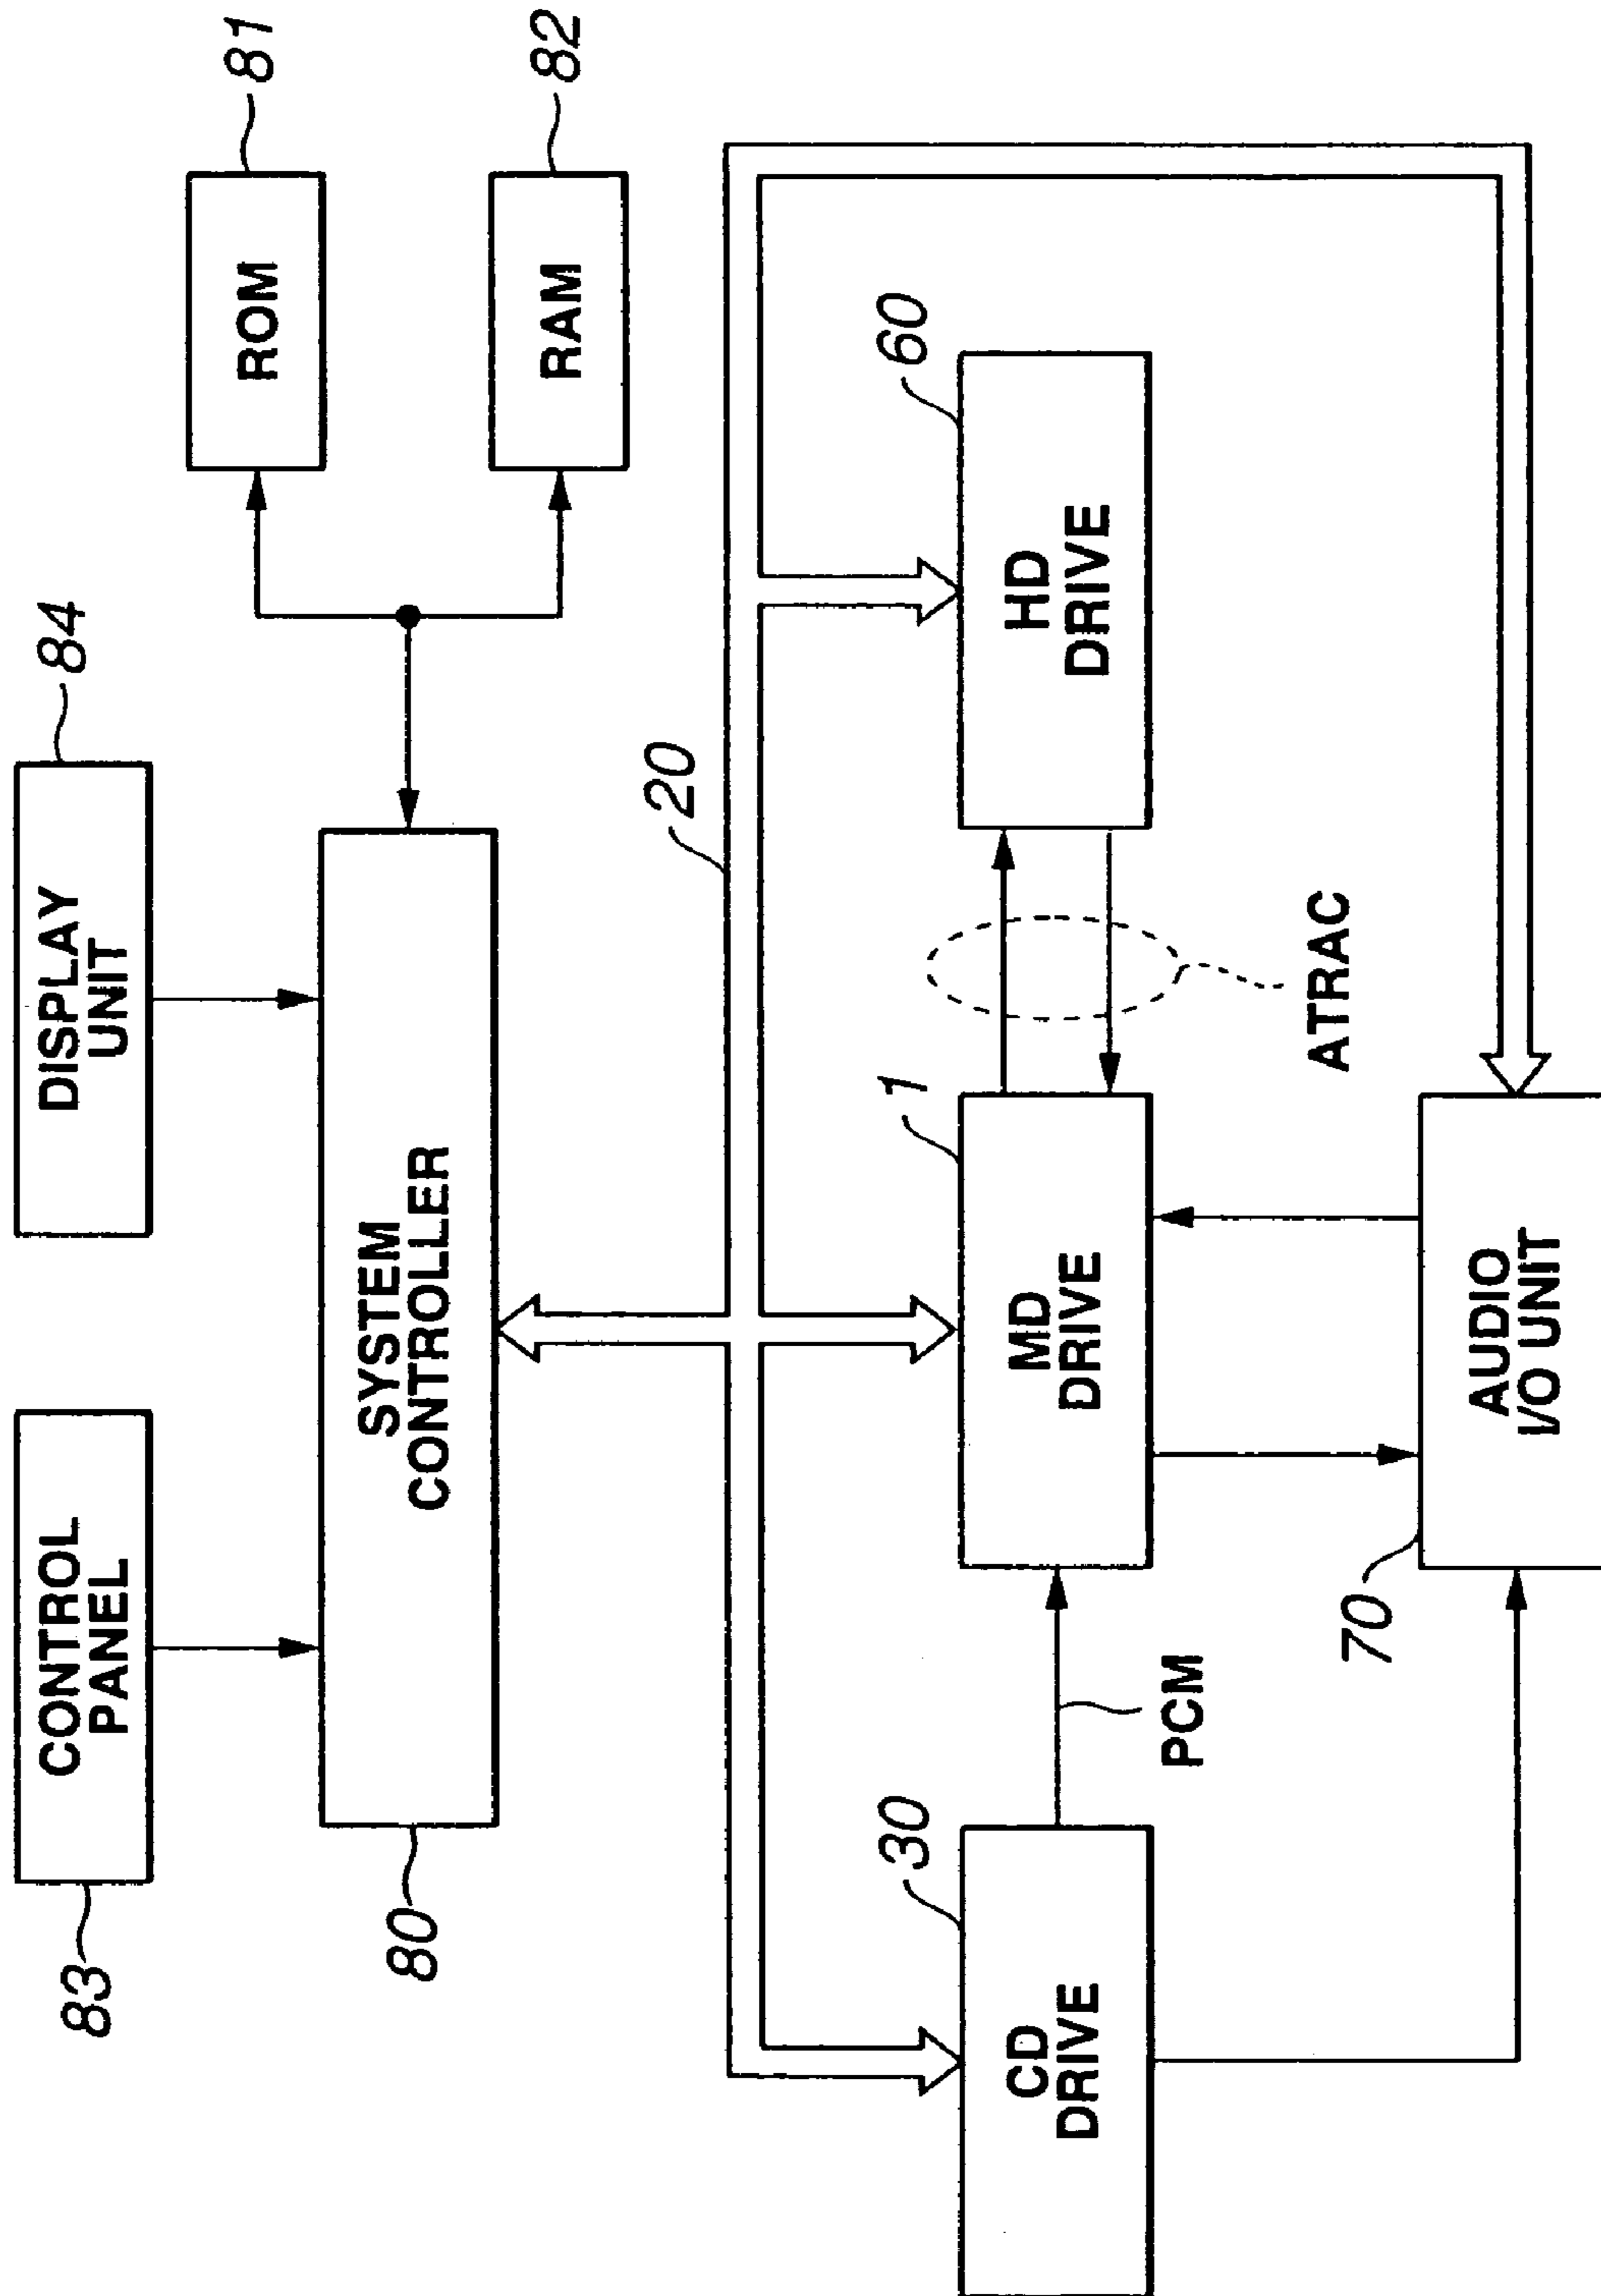 83
CONTROL
PANEL
DISPLAY
UNIT
84
80
SYSTEM
CONTROLLER
ROM
81
RAM
82
20
30
CD
DRIVE
PCM
1
MD
DRIVE
ATRAC
60
HD
DRIVE
70
AUDIO
I/O UNIT